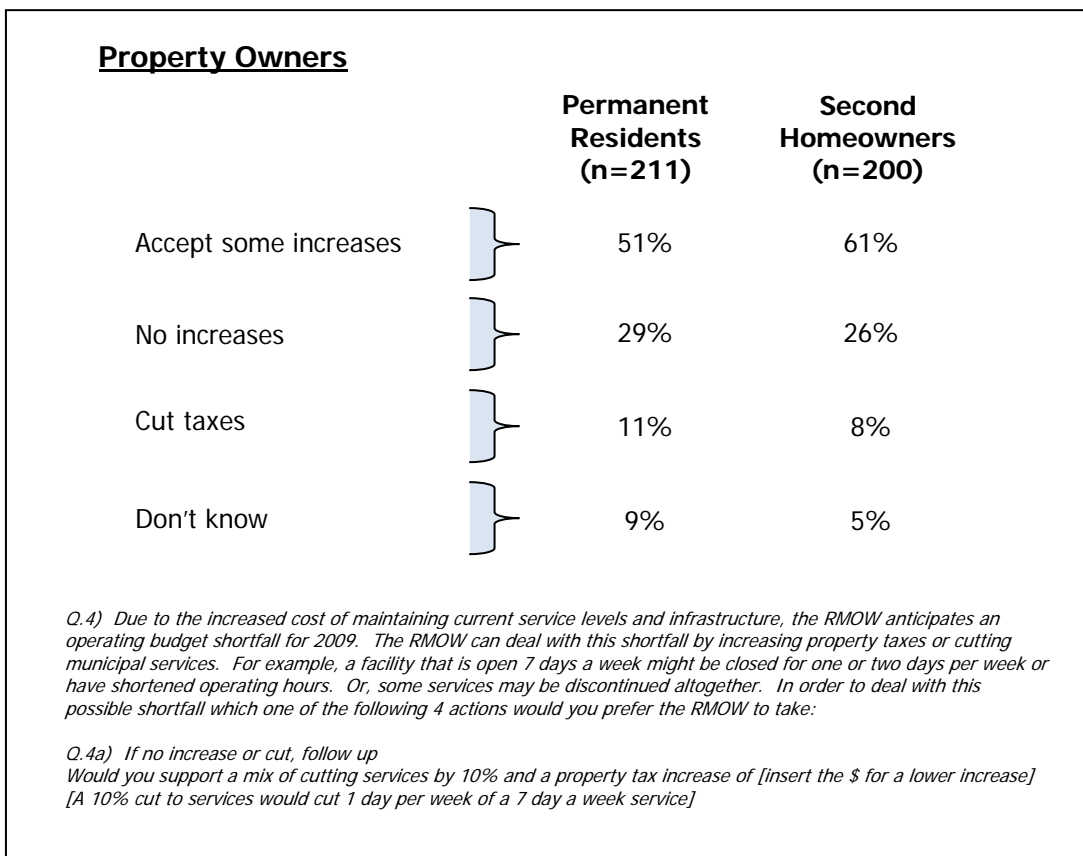 Property Owners
Permanent Residents (n=211)
Second Homeowners (n=200)
Accept some increases 51% 61%
No increases 29% 26%
Cut taxes 11% 8%
Don't know 9% 5%
Q.4) Due to the increased cost of maintaining current service levels and infrastructure, the RMOW anticipates an
operating budget shortfall for 2009. The RMOW can deal with this shortfall by increasing property taxes or cutting
municipal services. For example, a facility that is open 7 days a week might be closed for one or two days per week or
have shortened operating hours. Or, some services may be discontinued altogether. In order to deal with this
possible shortfall which one of the following 4 actions would you prefer the RMOW to take:
Q.4a) If no increase or cut, follow up
Would you support a mix of cutting services by 10% and a property tax increase of [insert the $ for a lower increase]
[A 10% cut to services would cut 1 day per week of a 7 day a week service]